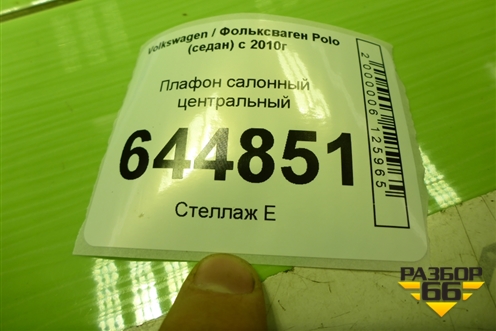 Volkswagen / Фольксваген Polo
(седан) с 2010г
Плафон салонный
центральный
644851
Стеллаж Е
2000006125965
РАЗБОР
66